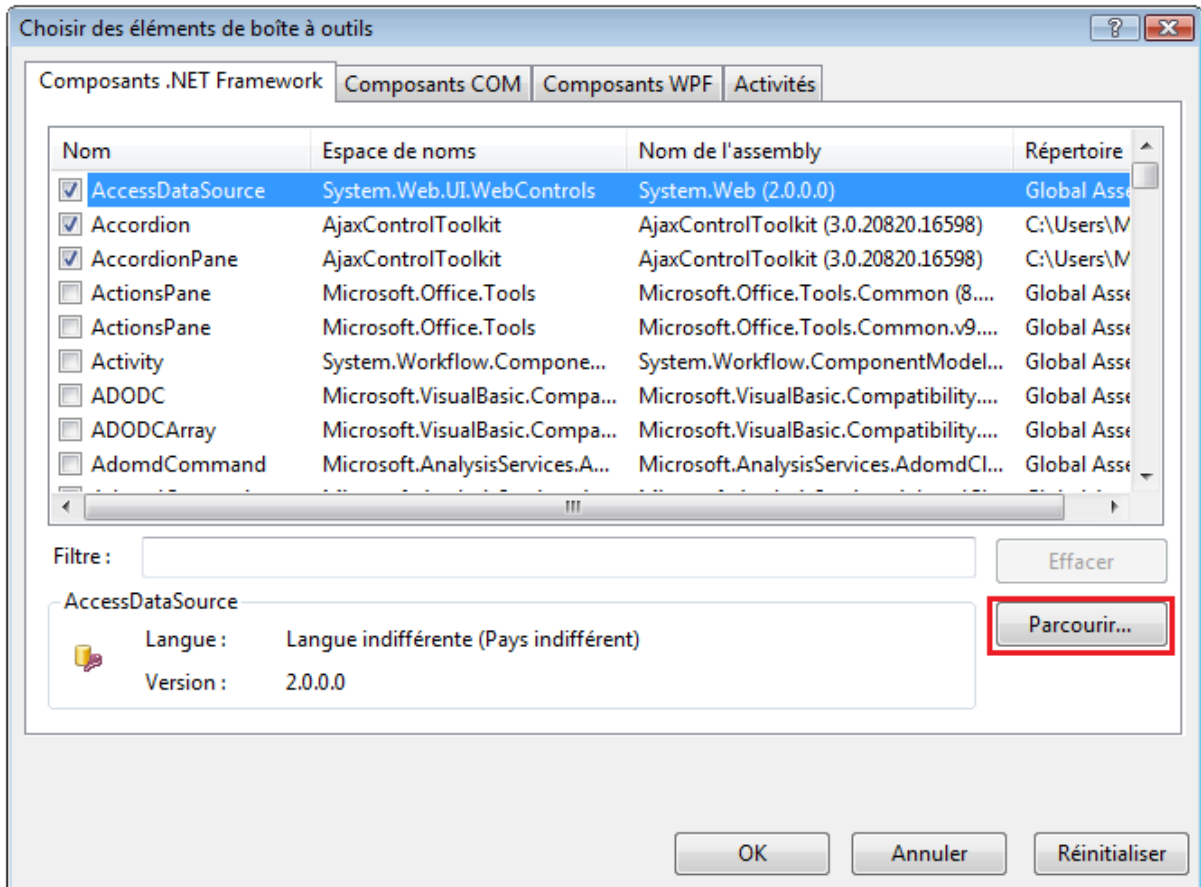 Choisir des éléments de boîte à outils
Composants .NET Framework Composants COM Composants WPF Activités
Nom Espace de noms Nom de l'assembly Répertoire
AccessDataSource System.Web.UI.WebControls System.Web (2.0.0.0) Global Asse
Accordion AjaxControlToolkit AjaxControlToolkit (3.0.20820.16598) C:\Users\M
AccordionPane AjaxControlToolkit AjaxControlToolkit (3.0.20820.16598) C:\Users\M
ActionsPane Microsoft.Office.Tools Microsoft.Office.Tools.Common (8.... Global Asse
ActionsPane Microsoft.Office.Tools Microsoft.Office.Tools.Common.v9.... Global Asse
Activity System.Workflow.Compone... System.Workflow.ComponentModel... Global Asse
ADODC Microsoft.VisualBasic.Compa... Microsoft.VisualBasic.Compatibility.... Global Asse
ADODCArray Microsoft.VisualBasic.Compa... Microsoft.VisualBasic.Compatibility.... Global Asse
AdomdCommand Microsoft.AnalysisServices.A... Microsoft.AnalysisServices.AdomdCl... Global Asse
Filtre : Effacer
AccessDataSource
Parcourir...
Langue : Langue indifférente (Pays indifférent)
Version : 2.0.0.0
OK Annuler Réinitialiser